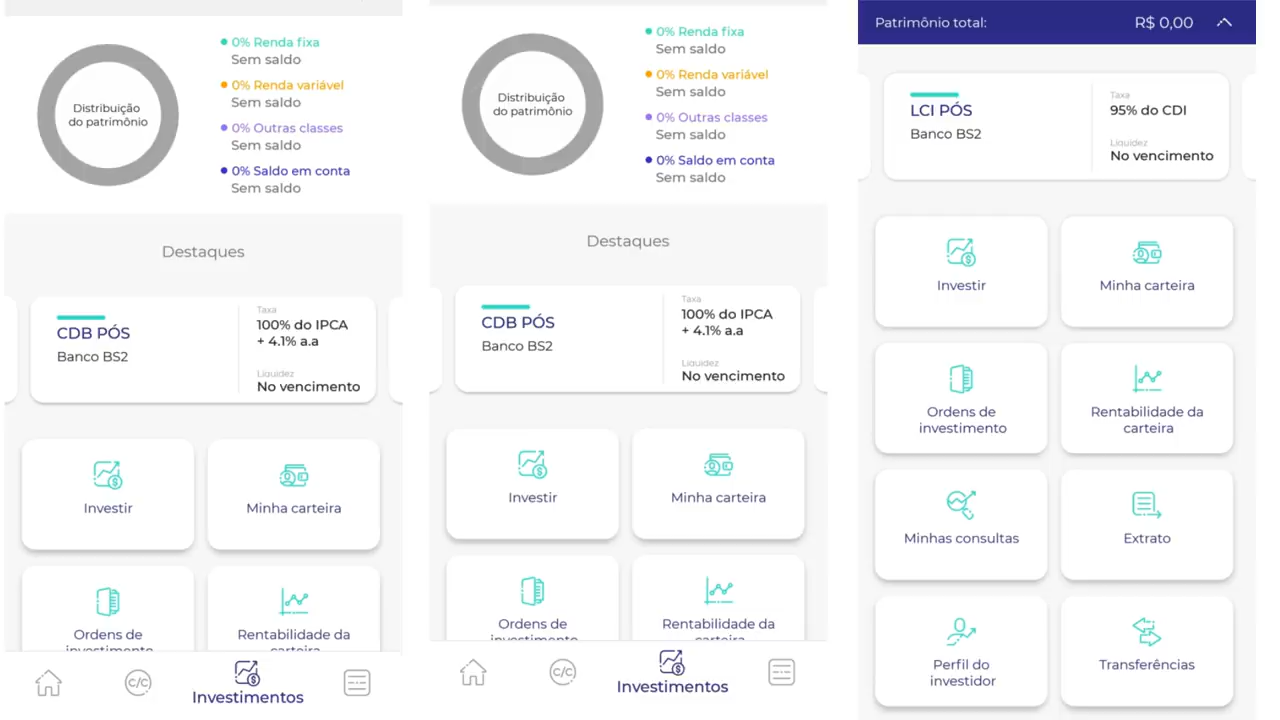 Distribuição
do patrimônio
0% Renda fixa
Sem saldo
0% Renda variável
Sem saldo
0% Outras classes
Sem saldo
0% Saldo em conta
Sem saldo
Destaques
CDB PÓS
Banco BS2
Taxa
100% do IPCA
+ 4.1% a.a
Liquidez
No vencimento
Investir
Minha carteira
Ordens de
investimento
Rentabilidade da
carteira
C/C
Investimentos
Distribuição
do patrimônio
0% Renda fixa
Sem saldo
0% Renda variável
Sem saldo
0% Outras classes
Sem saldo
0% Saldo em conta
Sem saldo
Destaques
CDB PÓS
Banco BS2
Taxa
100% do IPCA
+ 4.1% a.a
Liquidez
No vencimento
Investir
Minha carteira
Ordens de
investimento
Rentabilidade da
carteira
C/C
Investimentos
Patrimônio total:
R$ 0,00
LCI PÓS
Banco BS2
Taxa
95% do CDI
Liquidez
No vencimento
Investir
Minha carteira
Ordens de
investimento
Rentabilidade da
carteira
Minhas consultas
Extrato
Perfil do
investidor
Transferências